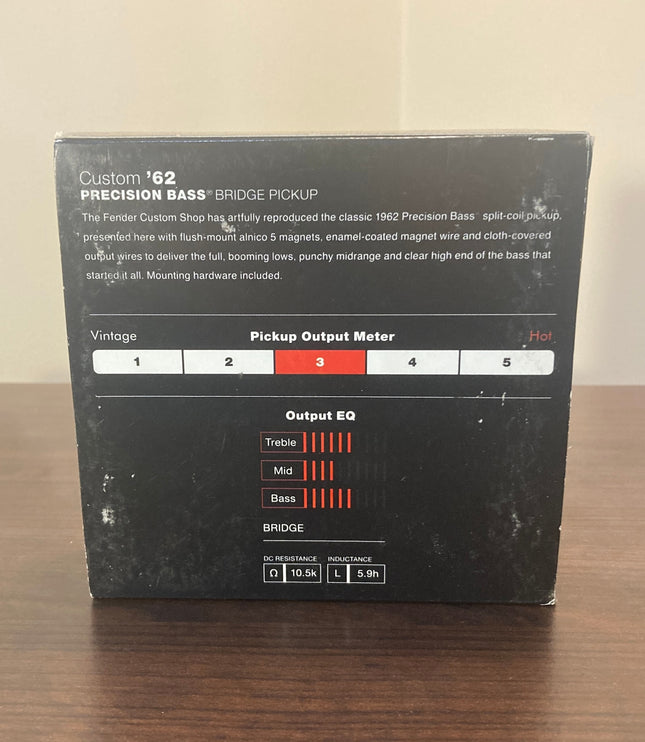 Custom ’62
PRECISION BASS® BRIDGE PICKUP
The Fender Custom Shop has artfully reproduced the classic 1962 Precision Bass® split-coil pickup,
presented here with flush-mount alnico 5 magnets, enamel-coated magnet wire and cloth-covered
output wires to deliver the full, booming lows, punchy midrange and clear high end of the bass that
started it all. Mounting hardware included.
Vintage Pickup Output Meter Hot
1 2 3 4 5
Output EQ
Treble
Mid
Bass
BRIDGE
DC RESISTANCE INDUCTANCE
Ω 10.5k L 5.9h